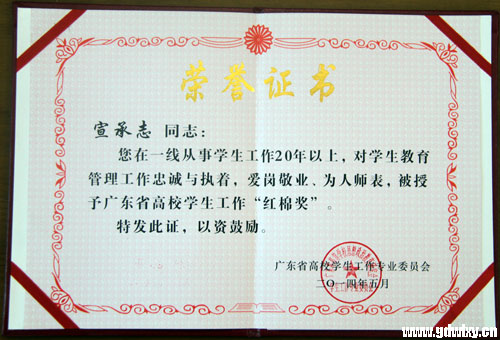 荣誉证书
宣承志 同志：
您在一线从事学生工作20年以上，对学生教育
管理工作忠诚与执着，爱岗敬业、为人师表，被授
予广东省高校学生工作“红棉奖”。
特发此证，以资鼓励。
广东省高校学生工作专业委员会
二〇一四年五月
www.gdmtxy.cn